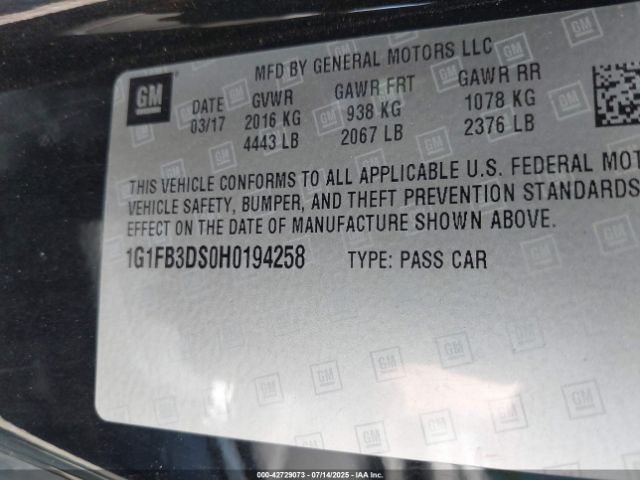 MFD BY GENERAL MOTORS LLC
GM
DATE GVWR GAWR FRT GAWR RR
03/17 2016 KG 938 KG 1078 KG
4443 LB 2067 LB 2376 LB
THIS VEHICLE CONFORMS TO ALL APPLICABLE U.S. FEDERAL MOT
VEHICLE SAFETY, BUMPER, AND THEFT PREVENTION STANDARDS
EFFECT ON THE DATE OF MANUFACTURE SHOWN ABOVE.
1G1FB3DS0H0194258 TYPE: PASS CAR
000-42729073 - 07/14/2025 - IAAI.com